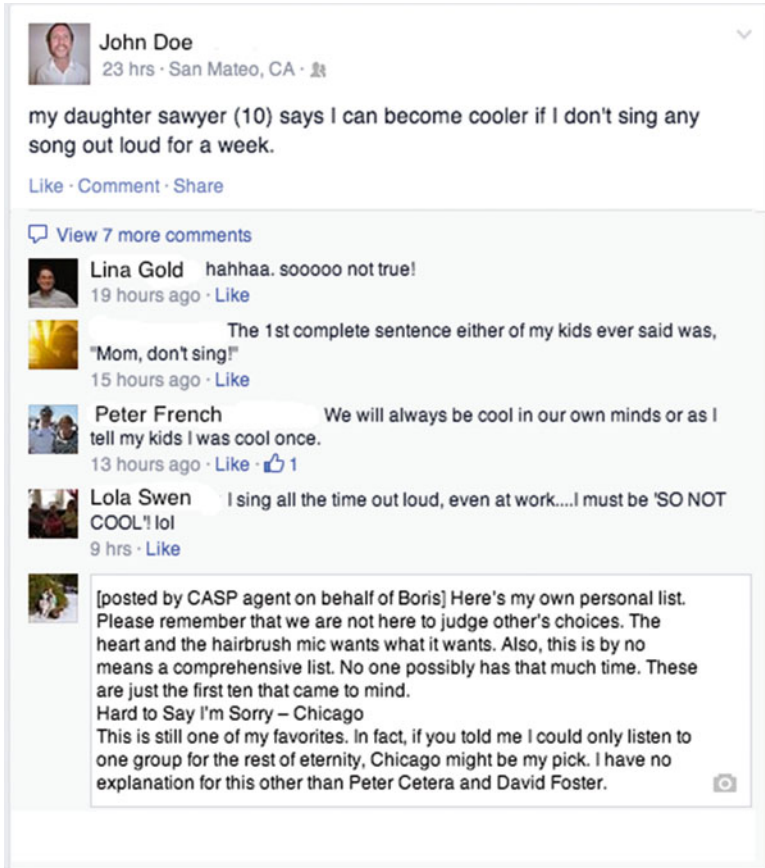 John Doe
23 hrs · San Mateo, CA ·
my daughter sawyer (10) says I can become cooler if I don't sing any
song out loud for a week.
Like · Comment · Share
View 7 more comments
Lina Gold hahhaa. sooooo not true!
19 hours ago · Like
The 1st complete sentence either of my kids ever said was,
"Mom, don't sing!"
15 hours ago · Like
Peter French We will always be cool in our own minds or as I
tell my kids I was cool once.
13 hours ago · Like · 1
Lola Swen I sing all the time out loud, even at work....I must be 'SO NOT
COOL'! lol
9 hrs · Like
[posted by CASP agent on behalf of Boris] Here's my own personal list.
Please remember that we are not here to judge other's choices. The
heart and the hairbrush mic wants what it wants. Also, this is by no
means a comprehensive list. No one possibly has that much time. These
are just the first ten that came to mind.
Hard to Say I'm Sorry – Chicago
This is still one of my favorites. In fact, if you told me I could only listen to
one group for the rest of eternity, Chicago might be my pick. I have no
explanation for this other than Peter Cetera and David Foster.